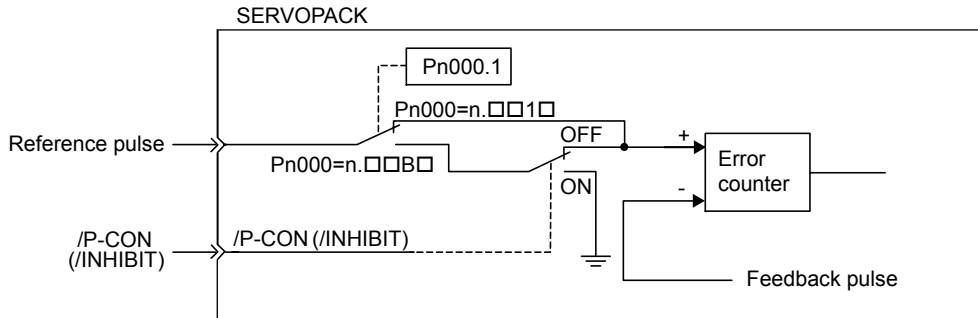 SERVOPACK
Pn000.1
Pn000=n.□□1□
Reference pulse
OFF
+
Pn000=n.□□B□
Error
counter
ON
-
/P-CON
(/INHIBIT)
/P-CON (/INHIBIT)
Feedback pulse